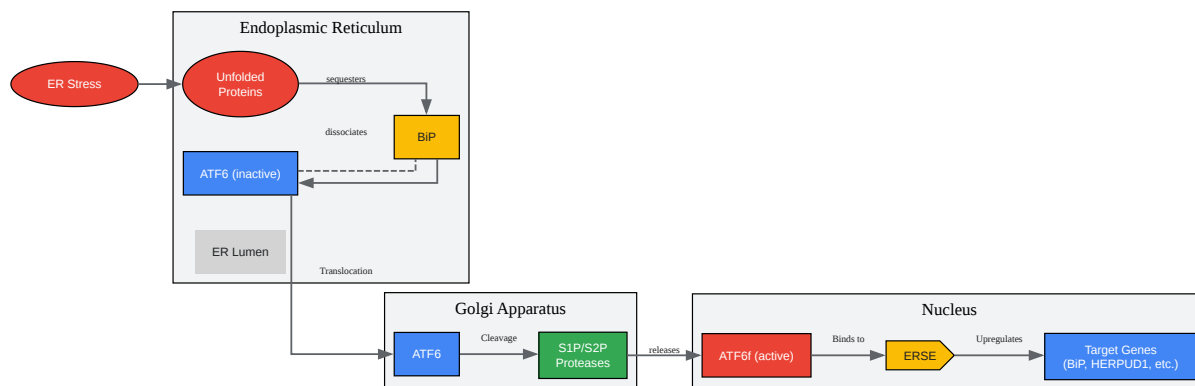 Endoplasmic Reticulum
ER Stress
Unfolded
Proteins
sequesters
dissociates
BiP
ATF6 (inactive)
ER Lumen
Translocation
Golgi Apparatus
ATF6
Cleavage
S1P/S2P
Proteases
releases
Nucleus
ATF6f (active)
Binds to
ERSE
Upregulates
Target Genes
(BiP, HERPUD1, etc.)